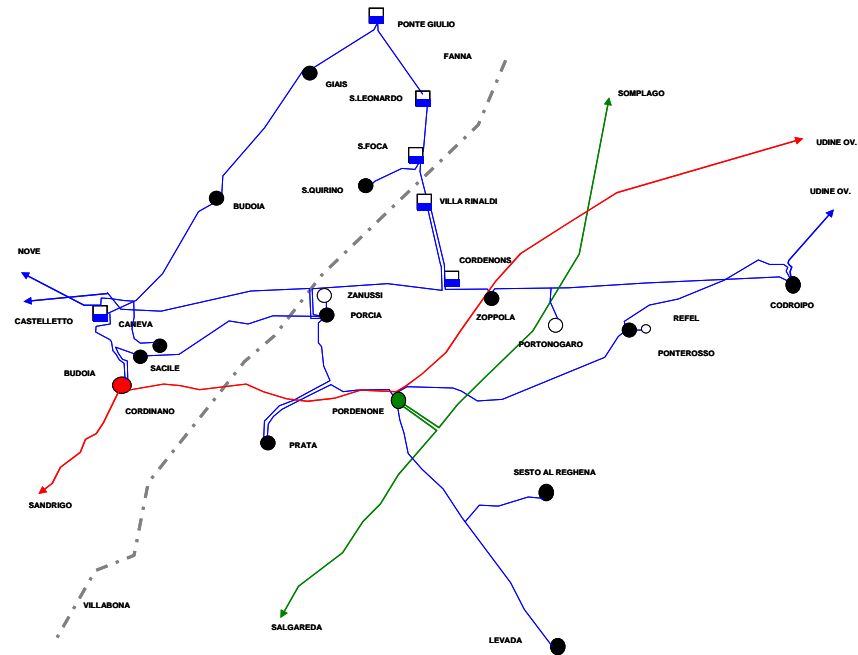 PONTE GIULIO
FANNA
GIAIS
S.LEONARDO
SOMPLAGO
UDINE OV.
S.FOCA
S.QUIRINO
UDINE OV.
BUDOIA
VILLA RINALDI
NOVE
CORDENONS
ZANUSSI
CODROIPO
CASTELLETTO
CANEVA
PORCIA
ZOPPOLA
REFEL
PORTONOGARO
PONTEROSSO
SACILE
BUDOIA
CORDINANO
PORDENONE
PRATA
SESTO AL REGHENA
SANDRIGO
VILLABONA
SALGAREDA
LEVADA